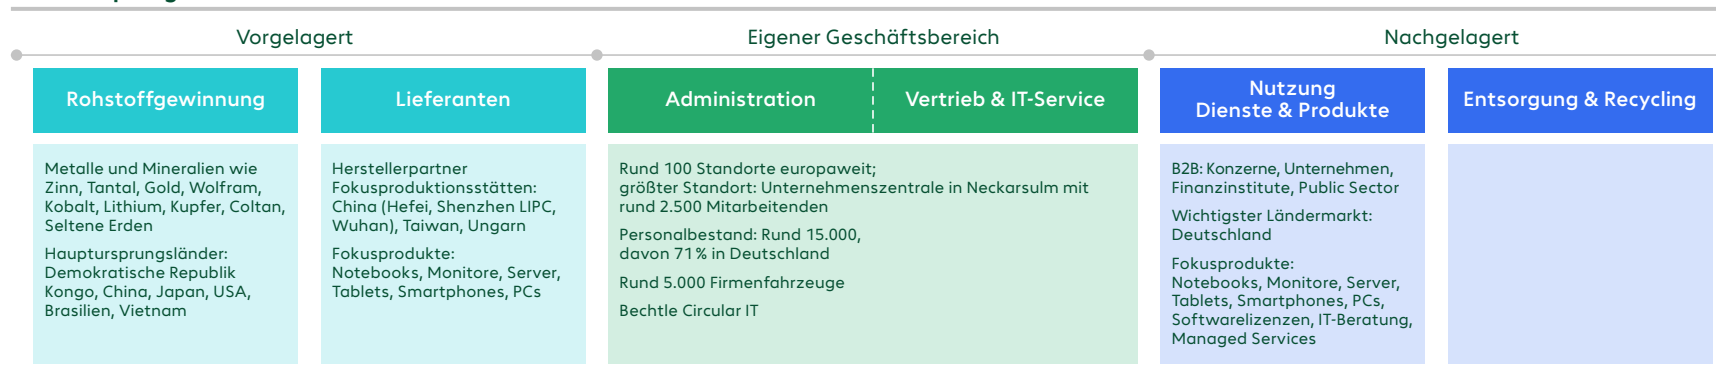 Vorgelagert
Eigener Geschäftsbereich
Nachgelagert
Rohstoffgewinnung
Lieferanten
Administration
Vertrieb & IT-Service
Nutzung
Dienste & Produkte
Entsorgung & Recycling
Metalle und Mineralien wie
Zinn, Tantal, Gold, Wolfram,
Kobalt, Lithium, Kupfer, Coltan,
Seltene Erden
Hauptursprungsländer:
Demokratische Republik
Kongo, China, Japan, USA,
Brasilien, Vietnam
Herstellerpartner
Fokusproduktionsstätten:
China (Hefei, Shenzhen LIPC,
Wuhan), Taiwan, Ungarn
Fokusprodukte:
Notebooks, Monitore, Server,
Tablets, Smartphones, PCs
Rund 100 Standorte europaweit;
größter Standort: Unternehmenszentrale in Neckarsulm mit
rund 2.500 Mitarbeitenden
Personalbestand: Rund 15.000,
davon 71 % in Deutschland
Rund 5.000 Firmenfahrzeuge
Bechtle Circular IT
B2B: Konzerne, Unternehmen,
Finanzinstitute, Public Sector
Wichtigster Ländermarkt:
Deutschland
Fokusprodukte:
Notebooks, Monitore, Server,
Tablets, Smartphones, PCs,
Softwarelizenzen, IT-Beratung,
Managed Services